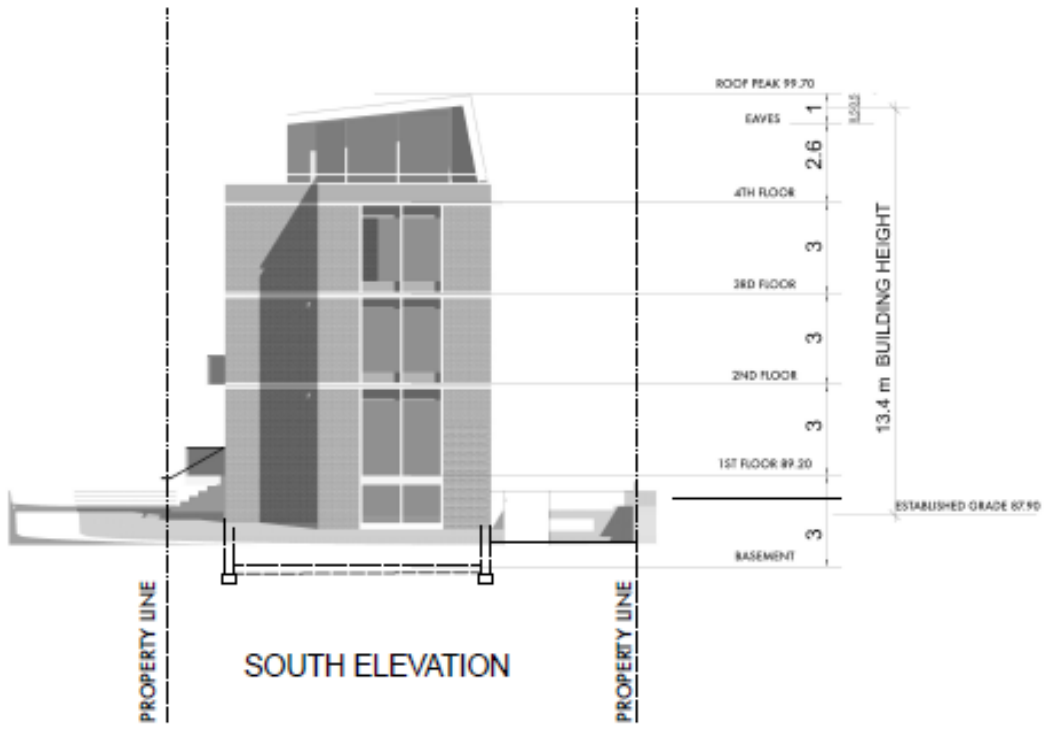 ROOF PEAK 99.70
1
EAVES
2.6
4TH FLOOR
3
3RD FLOOR
3
2ND FLOOR
3
1ST FLOOR 89.20
13.4 m BUILDING HEIGHT
ESTABLISHED GRADE 87.90
3
BASEMENT
PROPERTY LINE
PROPERTY LINE
SOUTH ELEVATION